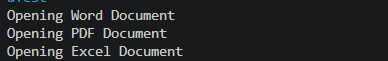 Opening Word Document
Opening PDF Document
Opening Excel Document